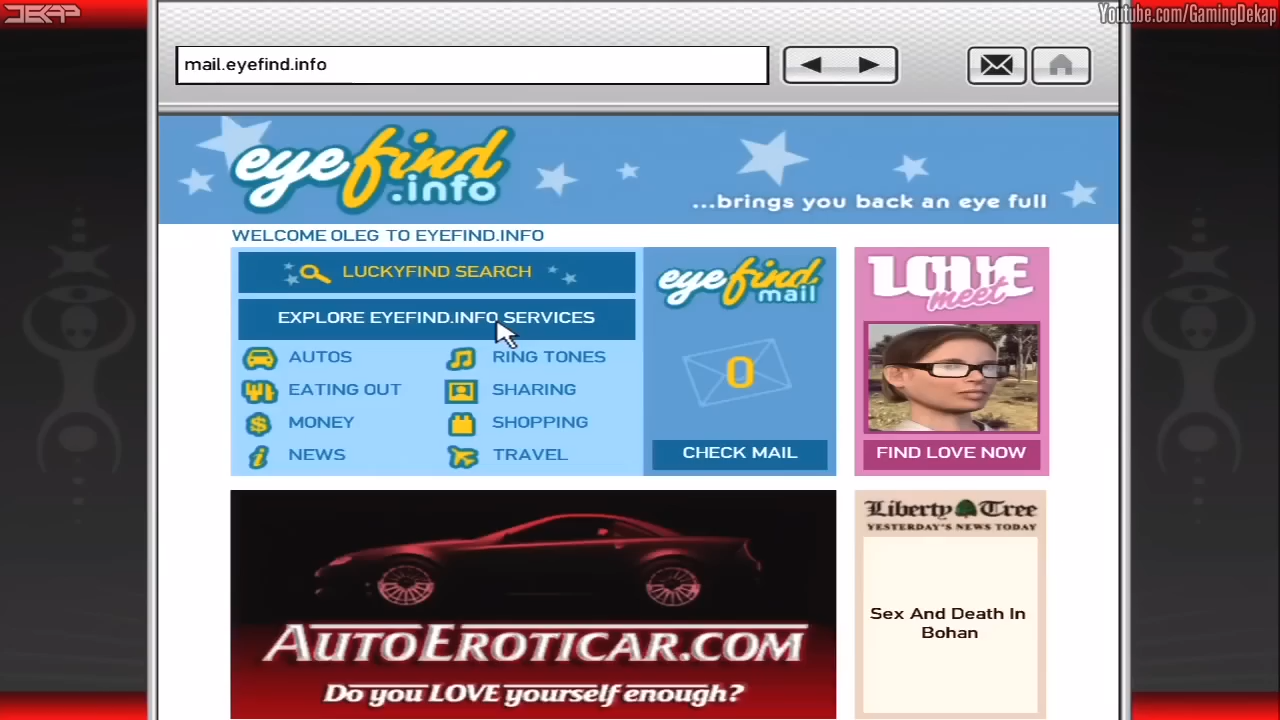 DEKAP
Youtube.com/GamingDekap
mail.eyefind.info
eyefind
.info
...brings you back an eye full
WELCOME OLEG TO EYEFIND.INFO
LUCKYFIND SEARCH
EXPLORE EYEFIND.INFO SERVICES
AUTOS
RING TONES
EATING OUT
SHARING
MONEY
SHOPPING
NEWS
TRAVEL
eyefind
mail
0
CHECK MAIL
LOVE
meet
FIND LOVE NOW
AUTOEROTICAR.COM
Do you LOVE yourself enough?
Liberty Tree
YESTERDAY'S NEWS TODAY
Sex And Death In
Bohan